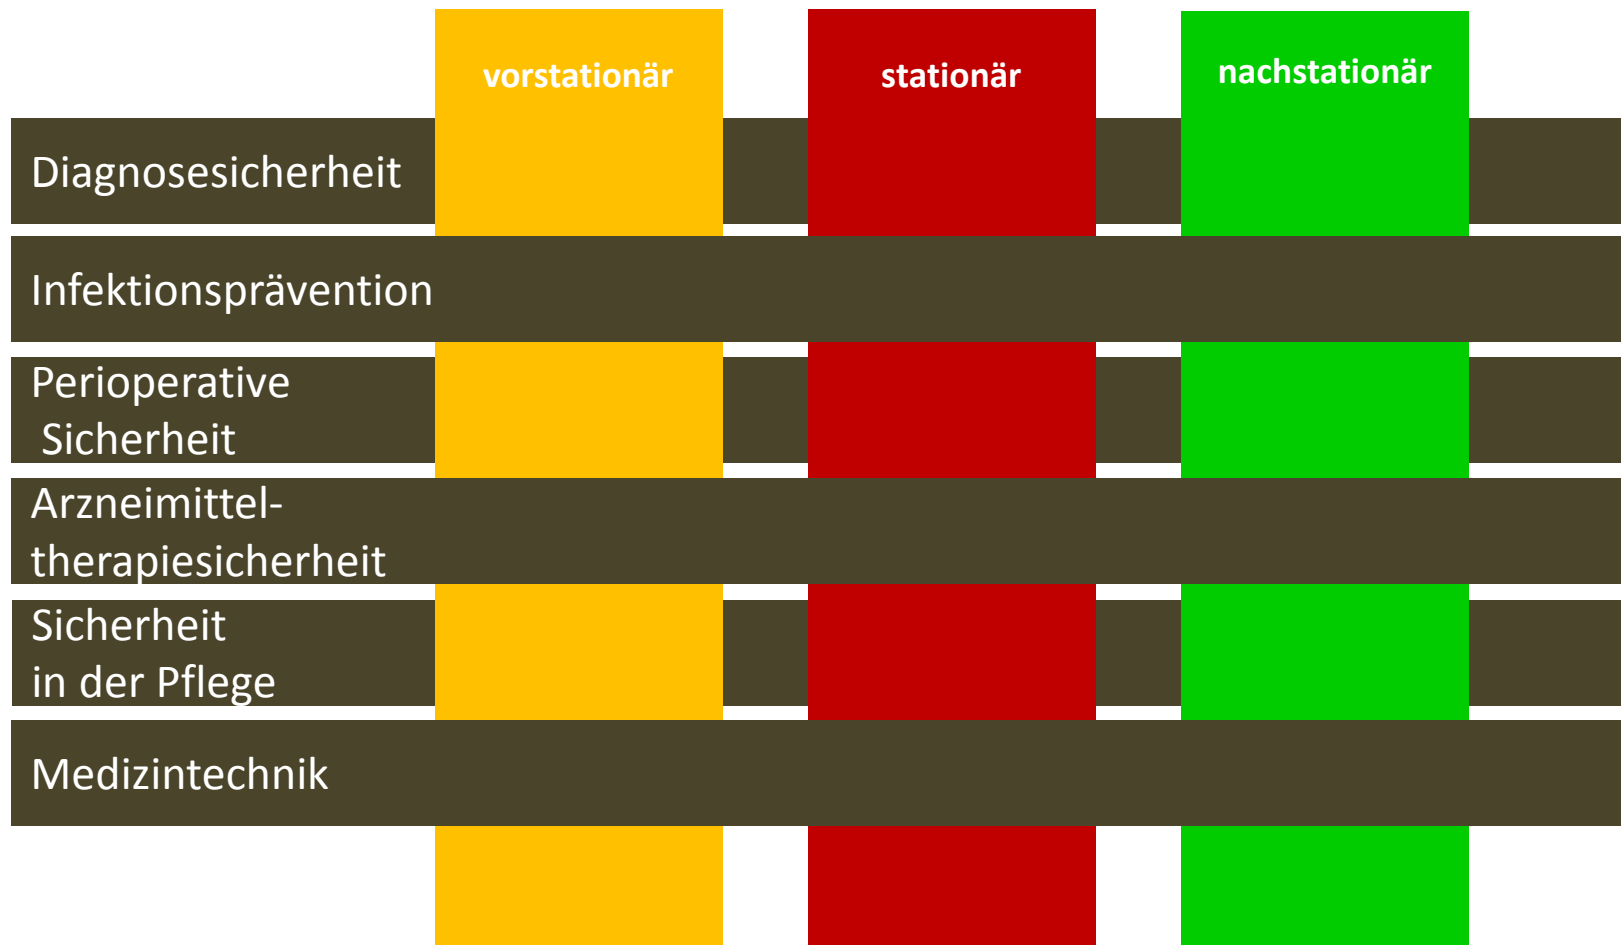 vorstationär
stationär
nachstationär
Diagnosesicherheit
Infektionsprävention
Perioperative
Sicherheit
Arzneimittel-
therapiesicherheit
Sicherheit
in der Pflege
Medizintechnik